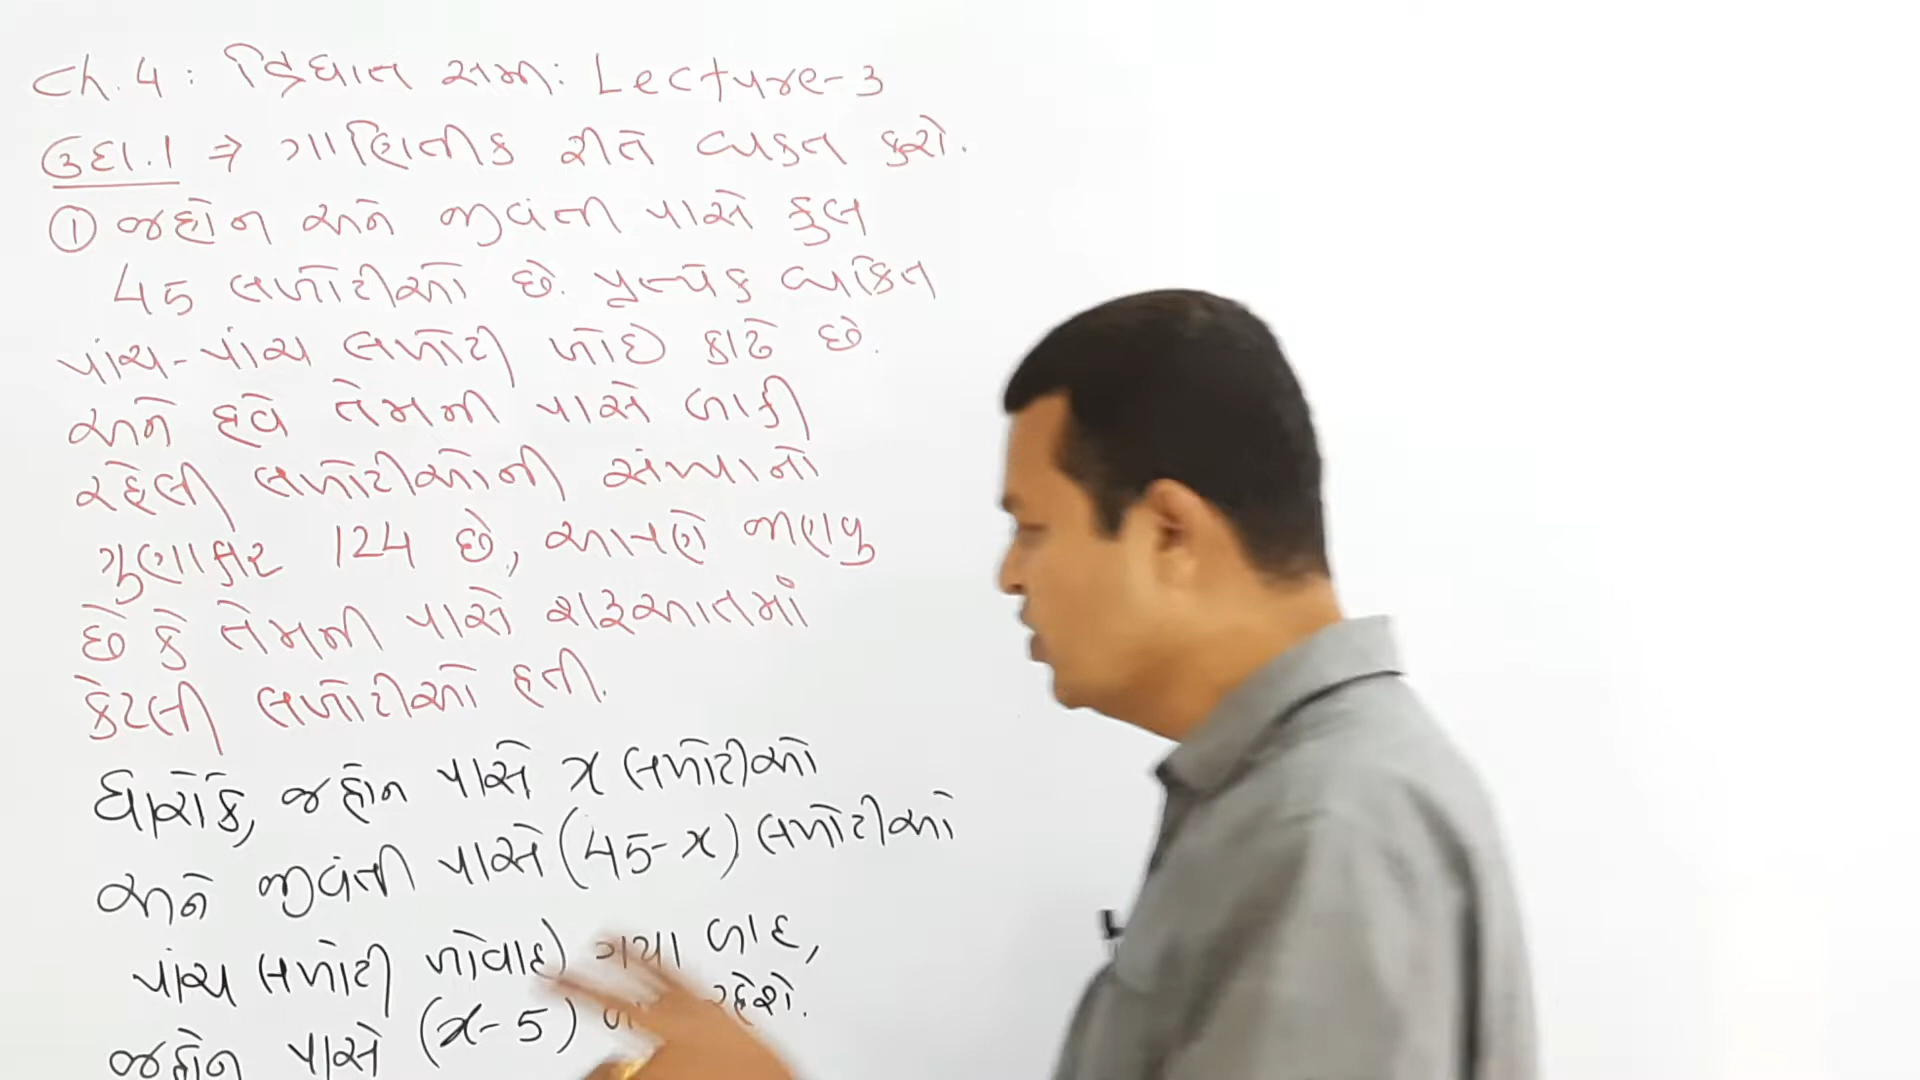 Ch. 4 : દ્વિઘાત સમી: Lecture-3
ઉદા.1 ⇒ ગાણિતીક રીતે વ્યકત કરો.
① જહોન અને જીવંતી પાસે કુલ
45 લખોટીઓ છે. પ્રત્યેક વ્યકિત
પાંચ-પાંચ લખોટી ખોઈ કાઢે છે.
અને હવે તેમની પાસે બાકી
રહેલી લખોટીઓની સંખ્યાનો
ગુણાકાર 124 છે, આપણે જાણવુ
છે કે તેમની પાસે શરૂઆતમાં
કેટલી લખોટીઓ હતી.
ધારોકે, જહોન પાસે x લખોટીઓ
અને જીવંતી પાસે (45-x) લખોટીઓ
પાંચ લખોટી ખોવાઈ ગયા બાદ,
જહોન પાસે (x-5) રહેશે.